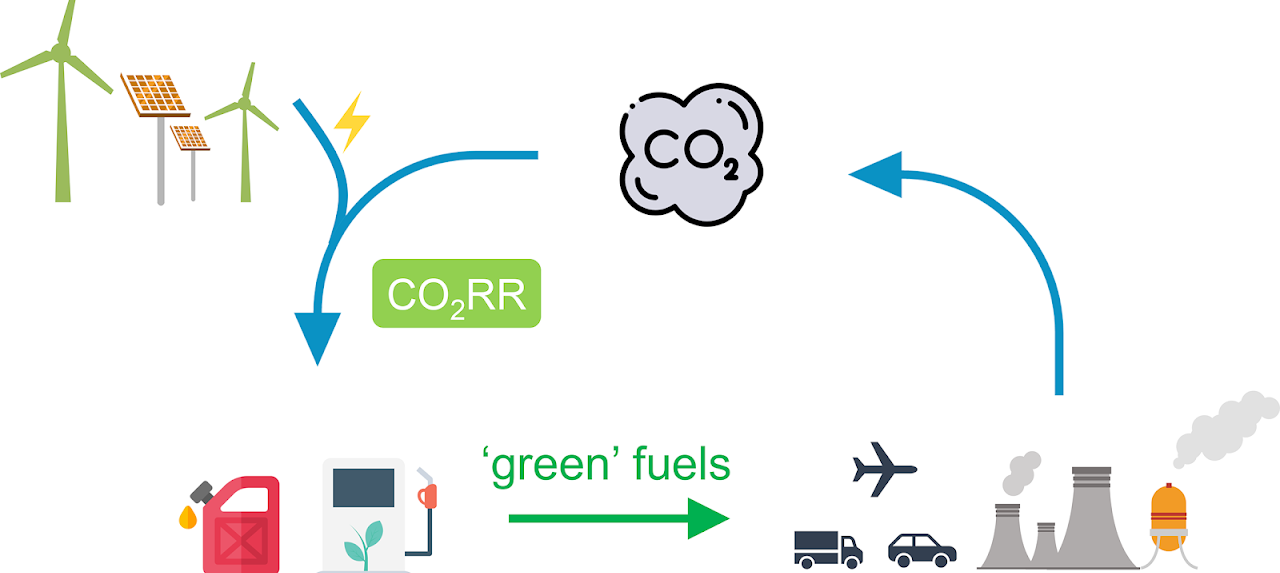 CO₂
CO₂RR
‘green’ fuels